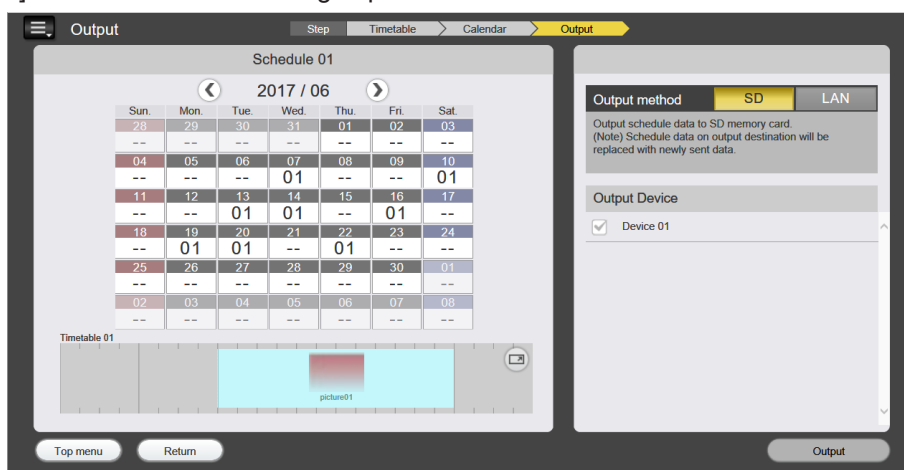 Output
Step Timetable Calendar Output
Schedule 01
2017 / 06
Sun. Mon. Tue. Wed. Thu. Fri. Sat.
28 29 30 31 01 02 03
-- -- -- -- -- -- --
04 05 06 07 08 09 10
-- -- -- 01 -- -- 01
11 12 13 14 15 16 17
-- -- 01 01 -- 01 --
18 19 20 21 22 23 24
-- 01 01 -- 01 -- --
25 26 27 28 29 30 01
-- -- -- -- -- -- --
02 03 04 05 06 07 08
-- -- -- -- -- -- --
Timetable 01
picture01
Top menu Return
Output method SD LAN
Output schedule data to SD memory card.
(Note) Schedule data on output destination will be
replaced with newly sent data.
Output Device
Device 01
Output